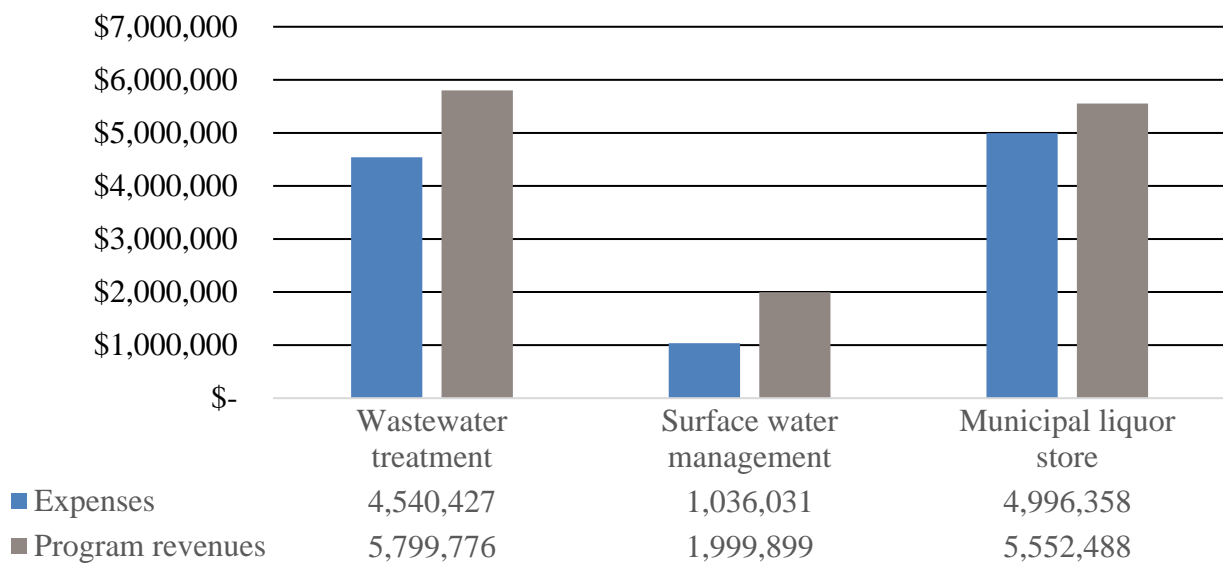 $7,000,000
$6,000,000
$5,000,000
$4,000,000
$3,000,000
$2,000,000
$1,000,000
$-
Wastewater treatment
Surface water management
Municipal liquor store
Expenses 4,540,427 1,036,031 4,996,358
Program revenues 5,799,776 1,999,899 5,552,488